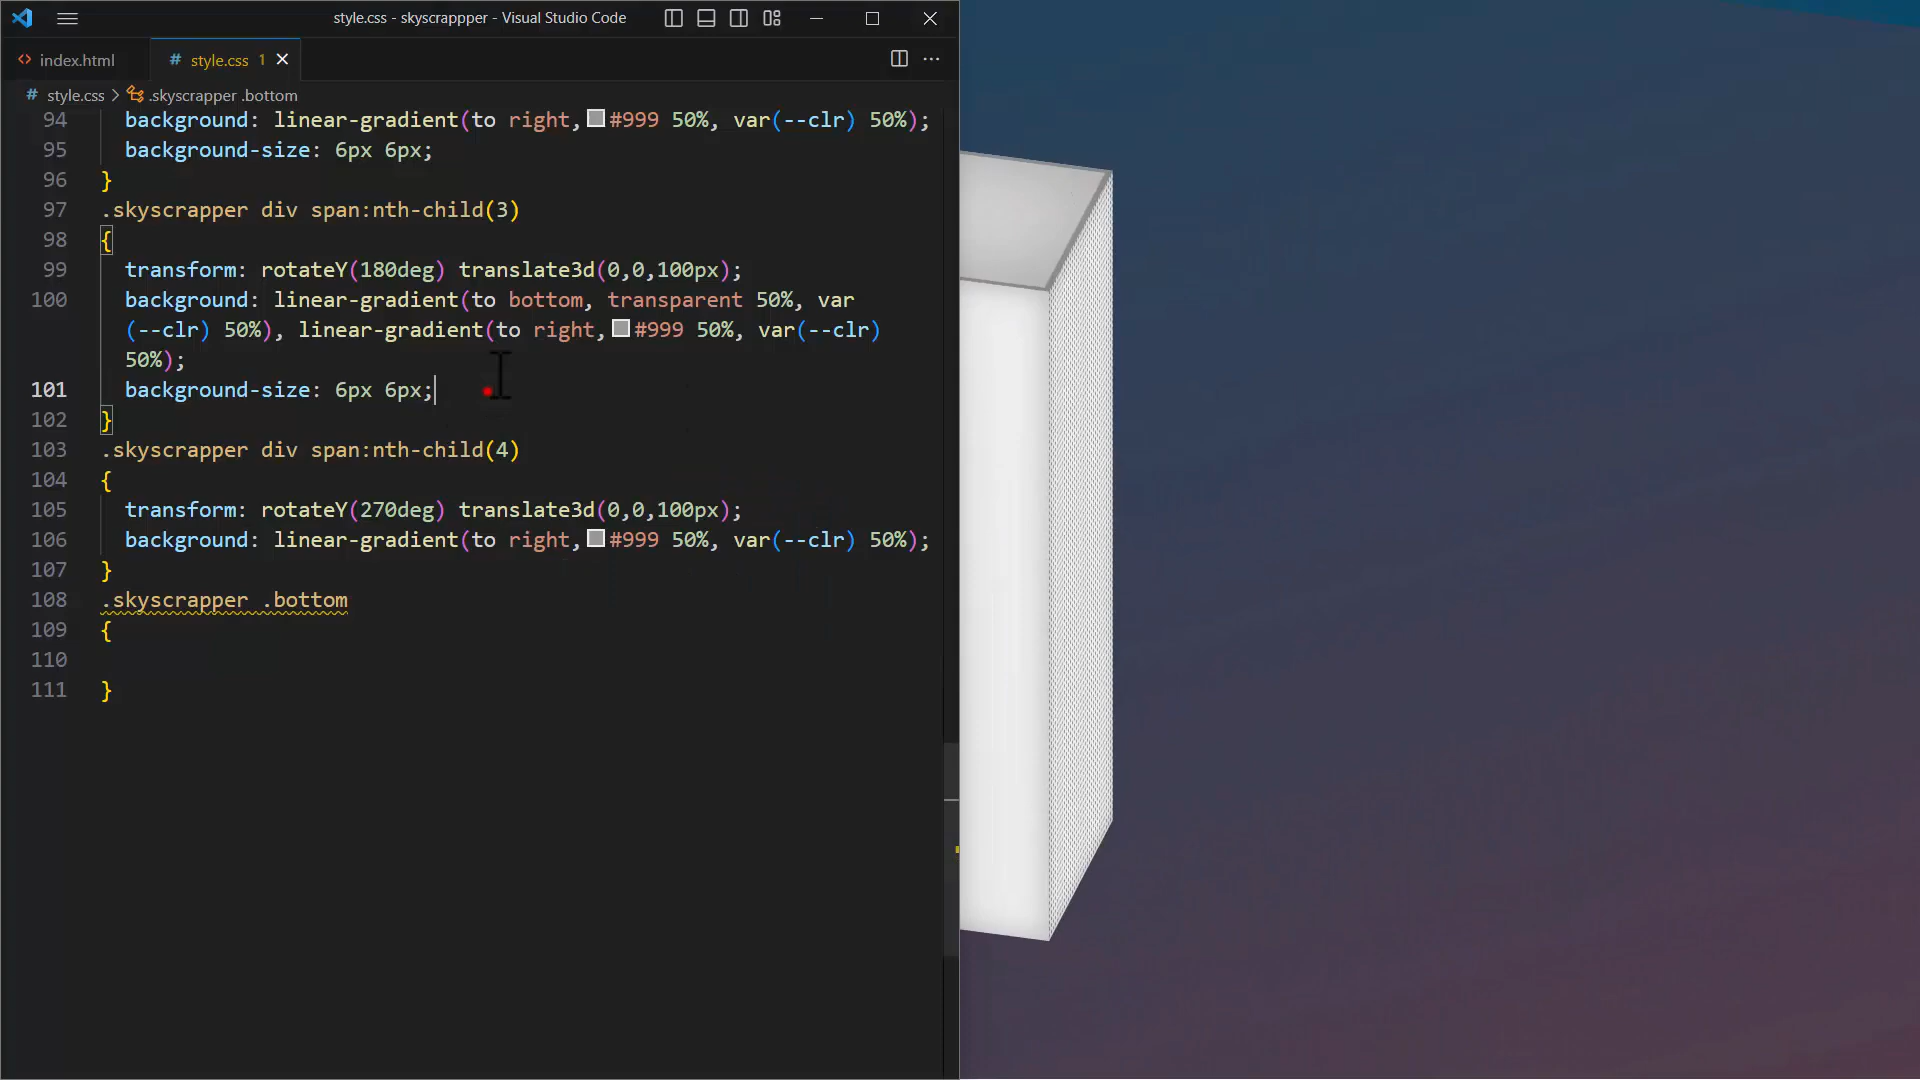 style.css - skyscrappper - Visual Studio Code
index.html
# style.css 1
# style.css > .skyscrapper .bottom
94 background: linear-gradient(to right, #999 50%, var(--clr) 50%);
95 background-size: 6px 6px;
96 }
97 .skyscrapper div span:nth-child(3)
98 {
99 transform: rotateY(180deg) translate3d(0,0,100px);
100 background: linear-gradient(to bottom, transparent 50%, var
(--clr) 50%), linear-gradient(to right, #999 50%, var(--clr)
50%);
101 background-size: 6px 6px;
102 }
103 .skyscrapper div span:nth-child(4)
104 {
105 transform: rotateY(270deg) translate3d(0,0,100px);
106 background: linear-gradient(to right, #999 50%, var(--clr) 50%);
107 }
108 .skyscrapper .bottom
109 {
110
111 }